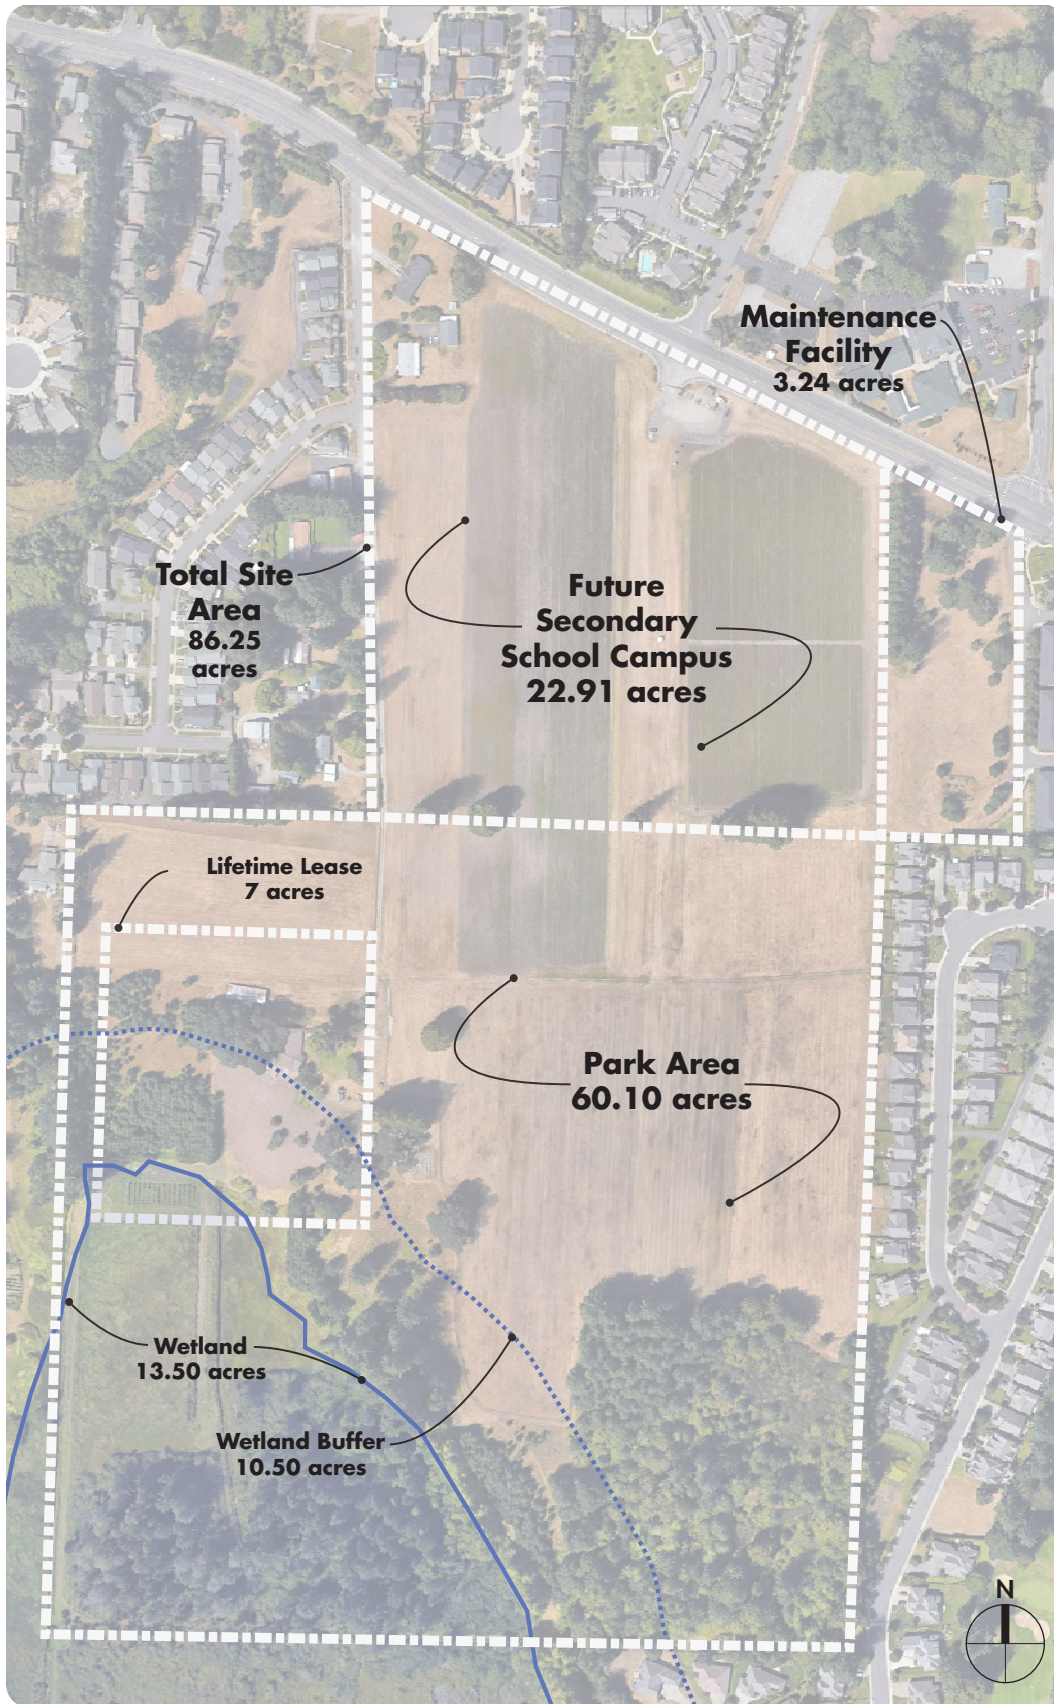 Maintenance
Facility
3.24 acres
Total Site
Area
86.25
acres
Future
Secondary
School Campus
22.91 acres
Lifetime Lease
7 acres
Park Area
60.10 acres
Wetland
13.50 acres
Wetland Buffer
10.50 acres
N